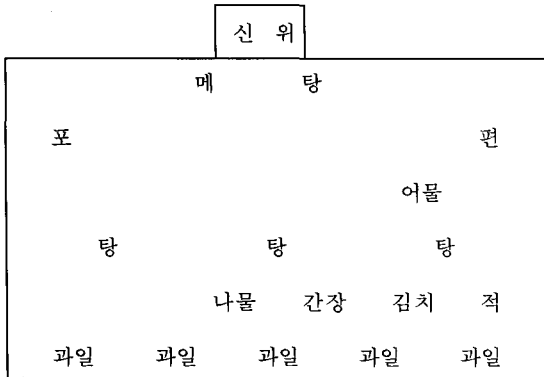 신 위
메 탕
포 편
어물
탕 탕 탕
나물 간장 김치 적
과일 과일 과일 과일 과일